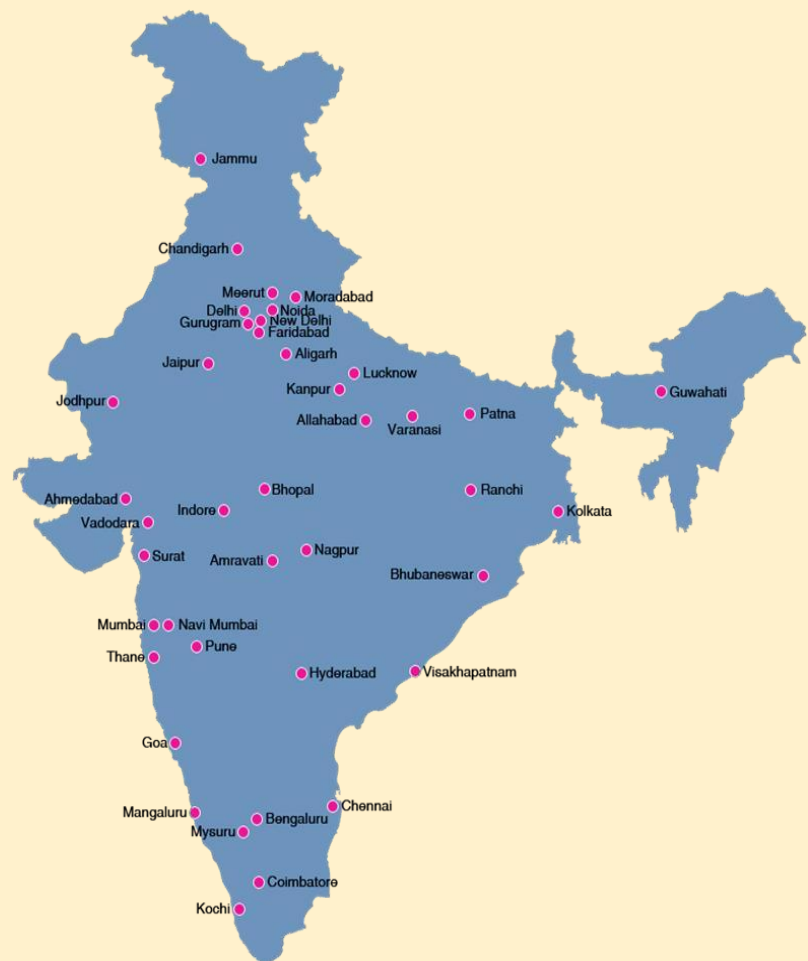 Jammu
Chandigarh
Meerut
Moradabad
Delhi
Noida
New Delhi
Gurugram
Faridabad
Aligarh
Jaipur
Lucknow
Kanpur
Jodhpur
Guwahati
Allahabad
Varanasi
Patna
Bhopal
Ranchi
Ahmedabad
Indore
Kolkata
Vadodara
Surat
Nagpur
Amravati
Bhubaneswar
Mumbai
Navi Mumbai
Pune
Thane
Hyderabad
Visakhapatnam
Goa
Chennai
Mangaluru
Bengaluru
Mysuru
Coimbatore
Kochi